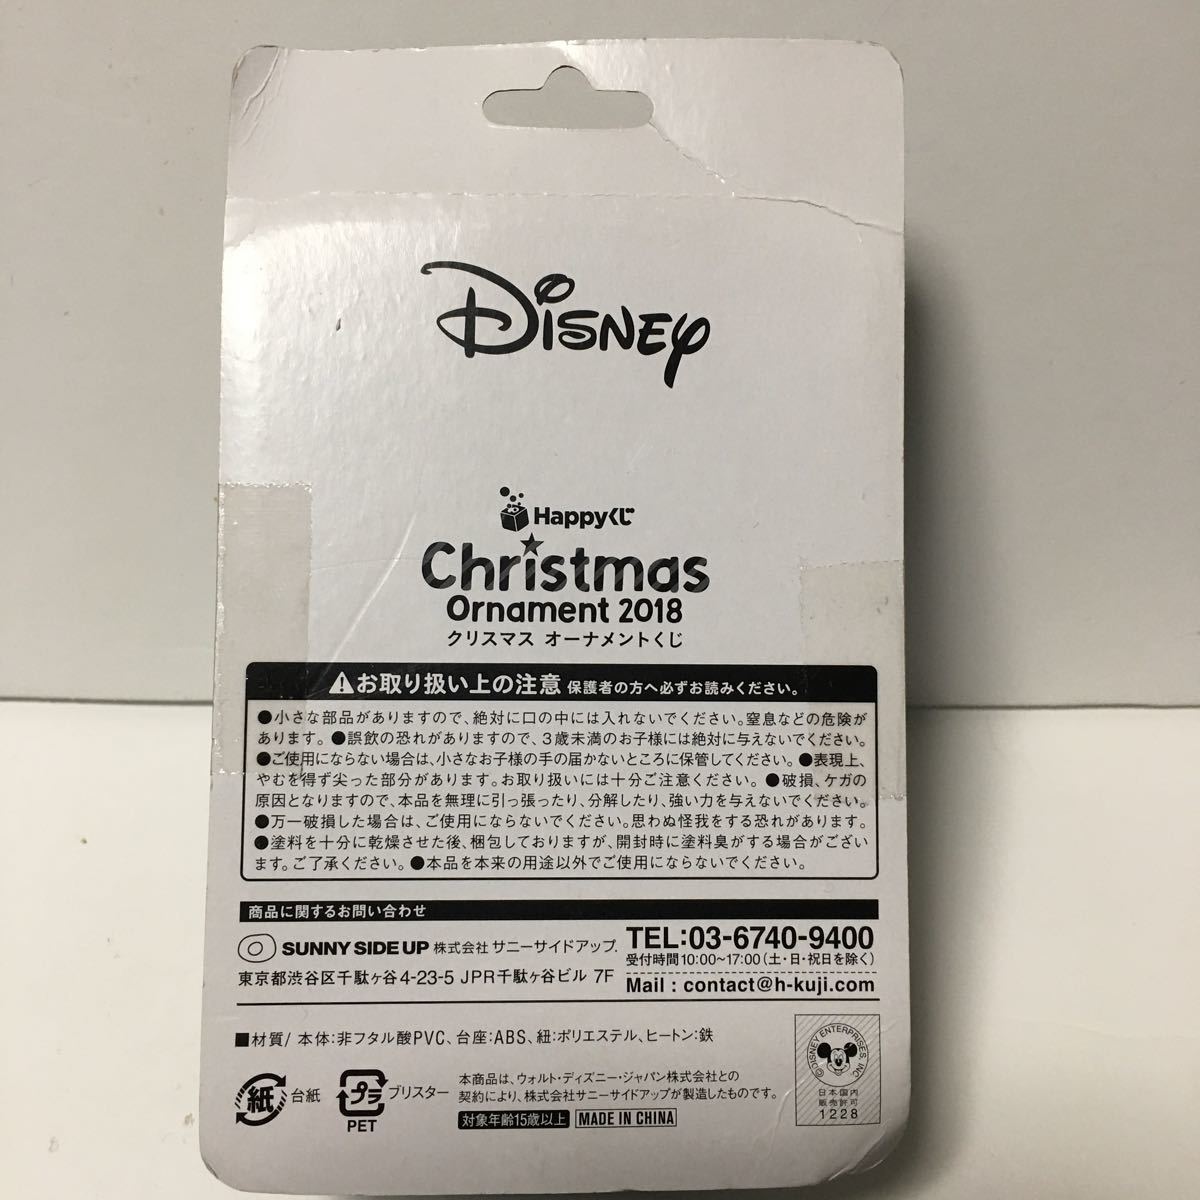 Disney
Happyくじ
Christmas
Ornament 2018
クリスマス オーナメントくじ
お取り扱い上の注意 保護者の方へ必ずお読みください。
●小さな部品がありますので、絶対に口の中には入れないでください。窒息などの危険が
あります。●誤飲の恐れがありますので、3歳未満のお子様には絶対に与えないでください。
●ご使用にならない場合は、小さなお子様の手の届かないところに保管してください。●表現上、
やむを得ず尖った部分があります。お取り扱いには十分ご注意ください。●破損、ケガの
原因となりますので、本品を無理に引っ張ったり、分解したり、強い力を与えないでください。
●万一破損した場合は、ご使用にならないでください。思わぬ怪我をする恐れがあります。
●塗料を十分に乾燥させた後、梱包しておりますが、開封時に塗料臭がする場合がござい
ます。ご了承ください。●本品を本来の用途以外でご使用にならないでください。
商品に関するお問い合わせ
SUNNY SIDE UP 株式会社 サニーサイドアップ.
東京都渋谷区千駄ヶ谷4-23-5 JPR千駄ヶ谷ビル 7F
TEL:03-6740-9400
受付時間10:00~17:00(土・日・祝日を除く)
Mail : contact@h-kuji.com
■材質/ 本体:非フタル酸PVC、台座:ABS、紐:ポリエステル、ヒートン:鉄
紙 台紙
プラ ブリスター
PET
本商品は、ウォルト・ディズニー・ジャパン株式会社との
契約により、株式会社サニーサイドアップが製造したものです。
対象年齢15歳以上 MADE IN CHINA
©DISNEY ENTERPRISES, INC.
日本国内
販売許可
1228